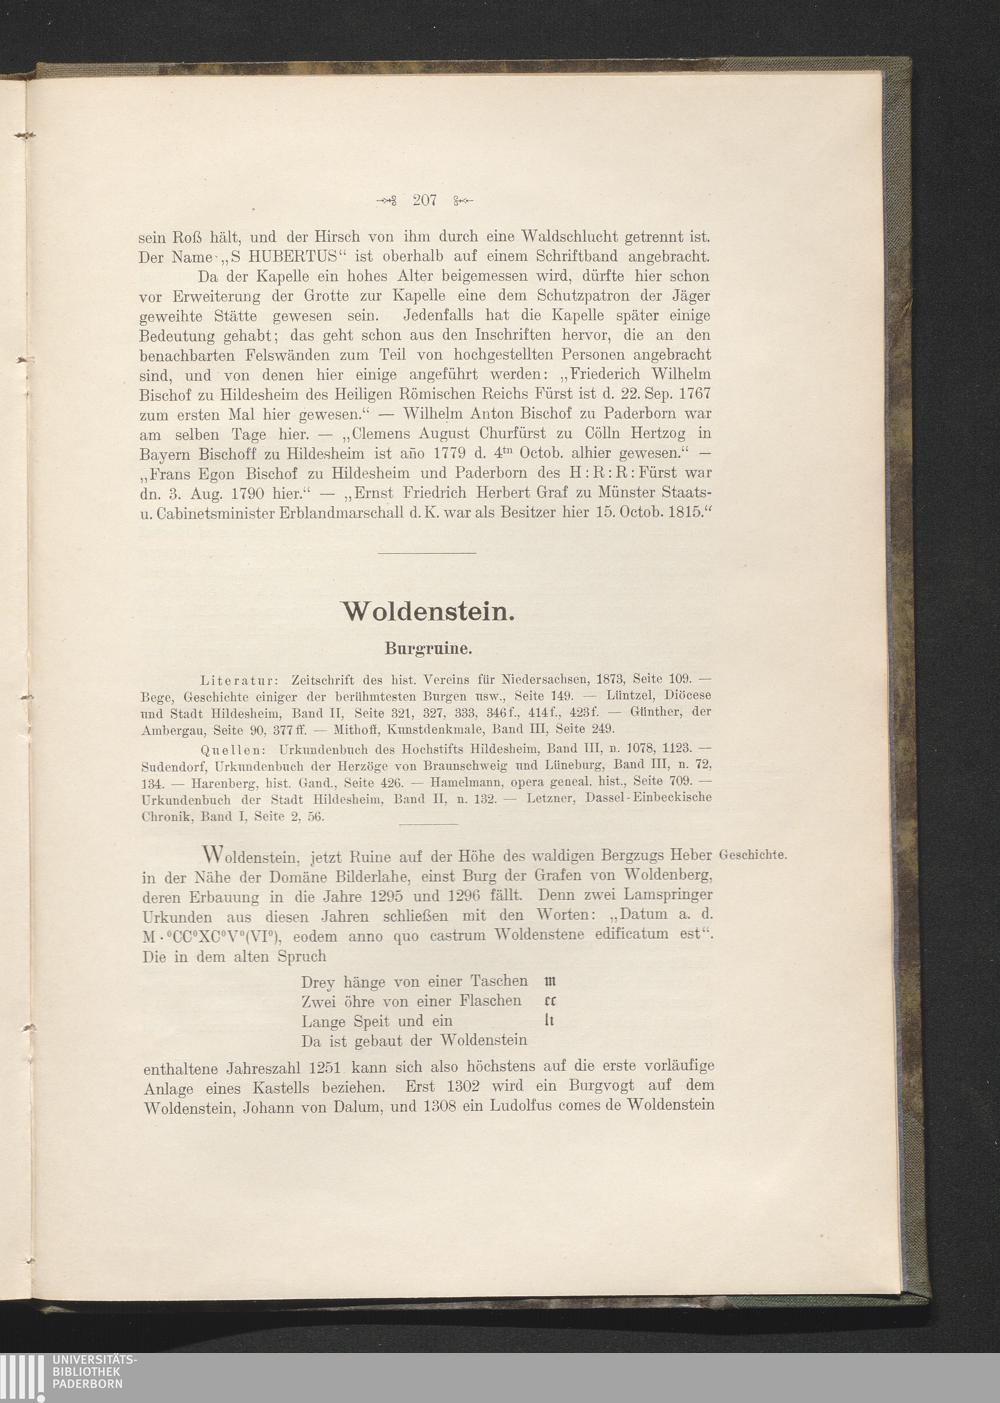 207
sein Roß hält, und der Hirsch von ihm durch eine Waldschlucht getrennt ist.
Der Name „S HUBERTUS“ ist oberhalb auf einem Schriftband angebracht.
Da der Kapelle ein hohes Alter beigemessen wird, dürfte hier schon
vor Erweiterung der Grotte zur Kapelle eine dem Schutzpatron der Jäger
geweihte Stätte gewesen sein. Jedenfalls hat die Kapelle später einige
Bedeutung gehabt; das geht schon aus den Inschriften hervor, die an den
benachbarten Felswänden zum Teil von hochgestellten Personen angebracht
sind, und von denen hier einige angeführt werden: „Friederich Wilhelm
Bischof zu Hildesheim des Heiligen Römischen Reichs Fürst ist d. 22. Sep. 1767
zum ersten Mal hier gewesen.“ — Wilhelm Anton Bischof zu Paderborn war
am selben Tage hier. — „Clemens August Churfürst zu Cölln Hertzog in
Bayern Bischoff zu Hildesheim ist año 1779 d. 4tn Octob. alhier gewesen.“ —
„Frans Egon Bischof zu Hildesheim und Paderborn des H : R : R : Fürst war
dn. 3. Aug. 1790 hier.“ — „Ernst Friedrich Herbert Graf zu Münster Staats-
u. Cabinetsminister Erblandmarschall d. K. war als Besitzer hier 15. Octob. 1815.“
Woldenstein.
Burgruine.
Literatur: Zeitschrift des hist. Vereins für Niedersachsen, 1873, Seite 109. —
Bege, Geschichte einiger der berühmtesten Burgen usw., Seite 149. — Lüntzel, Diöcese
und Stadt Hildesheim, Band II, Seite 321, 327, 333, 346 f., 414 f., 423 f. — Günther, der
Ambergau, Seite 90, 377 ff. — Mithoff, Kunstdenkmale, Band III, Seite 249.
Quellen: Urkundenbuch des Hochstifts Hildesheim, Band III, n. 1078, 1123. —
Sudendorf, Urkundenbuch der Herzöge von Braunschweig und Lüneburg, Band III, n. 72,
134. — Harenberg, hist. Gand., Seite 426. — Hamelmann, opera geneal. hist., Seite 709. —
Urkundenbuch der Stadt Hildesheim, Band II, n. 132. — Letzner, Dassel-Einbeckische
Chronik, Band I, Seite 2, 56.
Woldenstein, jetzt Ruine auf der Höhe des waldigen Bergzugs Heber Geschichte.
in der Nähe der Domäne Bilderlahe, einst Burg der Grafen von Woldenberg,
deren Erbauung in die Jahre 1295 und 1296 fällt. Denn zwei Lamspringer
Urkunden aus diesen Jahren schließen mit den Worten: „Datum a. d.
M · ⁰CC⁰XC⁰V⁰(VI⁰), eodem anno quo castrum Woldenstene edificatum est“.
Die in dem alten Spruch
Drey hänge von einer Taschen m
Zwei öhre von einer Flaschen cc
Lange Speit und ein lı
Da ist gebaut der Woldenstein
enthaltene Jahreszahl 1251 kann sich also höchstens auf die erste vorläufige
Anlage eines Kastells beziehen. Erst 1302 wird ein Burgvogt auf dem
Woldenstein, Johann von Dalum, und 1308 ein Ludolfus comes de Woldenstein
UNIVERSITÄTS-
BIBLIOTHEK
PADERBORN